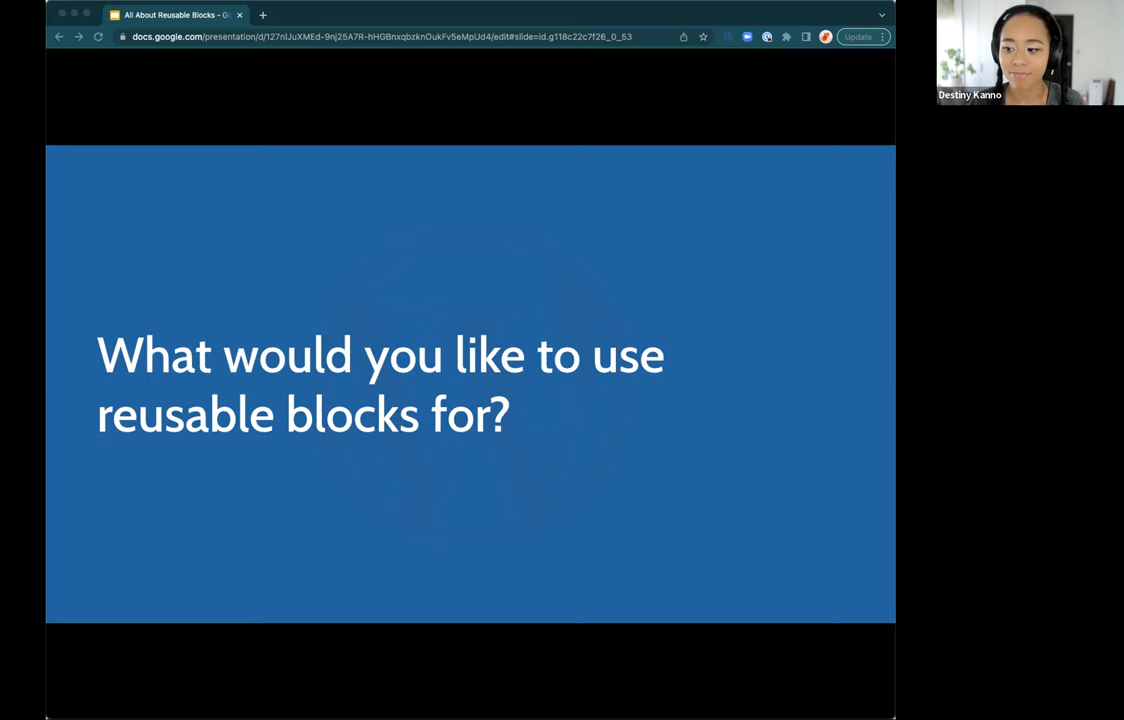 All About Reusable Blocks - Go
docs.google.com/presentation/d/127nIJuXMEd-9nj25A7R-hHGBnxqbzknOukFv5eMpUd4/edit#slide=id.g118c22c7f26_0_53
Update
Destiny Kanno
What would you like to use
reusable blocks for?